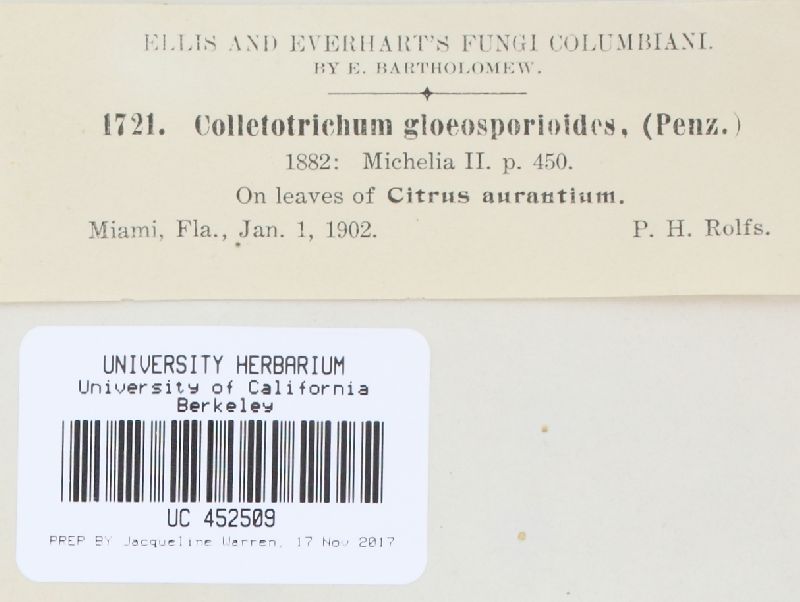 ELLIS AND EVERHART'S FUNGI COLUMBIANI.
BY E. BARTHOLOMEW.
1721. Colletotrichum gloeosporioides, (Penz.)
1882: Michelia II. p. 450.
On leaves of Citrus aurantium.
Miami, Fla., Jan. 1, 1902. P. H. Rolfs.
UNIVERSITY HERBARIUM
University of California
Berkeley
UC 452509
PREP BY Jacqueline Warren, 17 Nov 2017